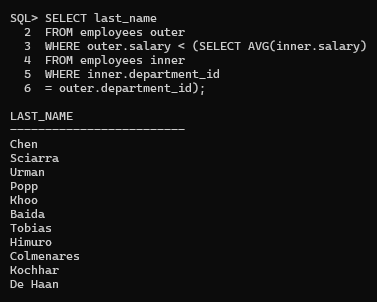 SQL> SELECT last_name
  2  FROM employees outer
  3  WHERE outer.salary < (SELECT AVG(inner.salary)
  4  FROM employees inner
  5  WHERE inner.department_id
  6  = outer.department_id);

LAST_NAME
-------------------------
Chen
Sciarra
Urman
Popp
Khoo
Baida
Tobias
Himuro
Colmenares
Kochhar
De Haan